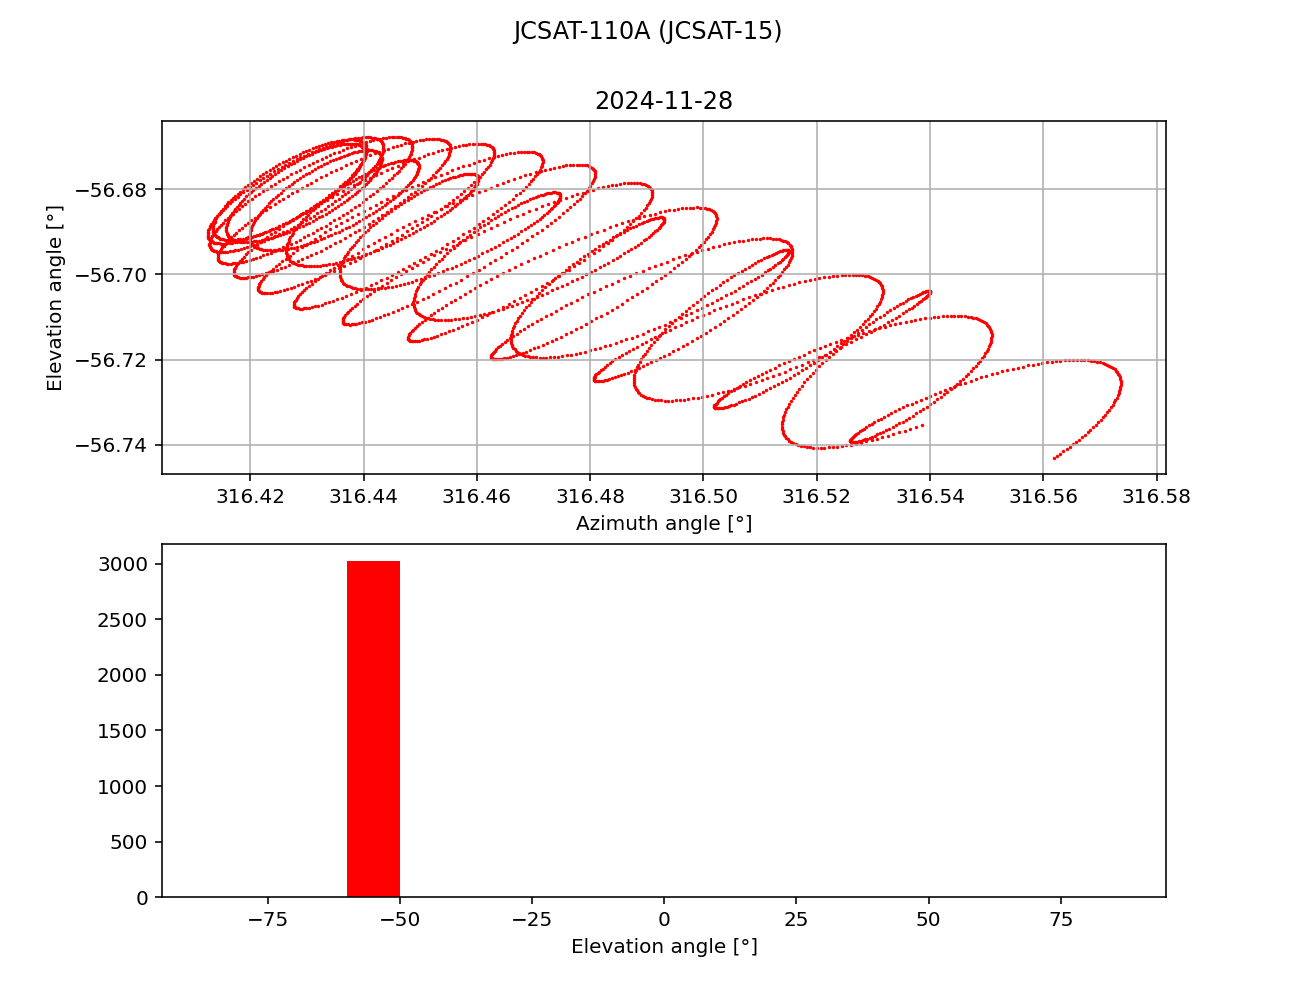 JCSAT-110A (JCSAT-15)
2024-11-28
Elevation angle [°]
−56.68
−56.70
−56.72
−56.74
316.42 316.44 316.46 316.48 316.50 316.52 316.54 316.56 316.58
Azimuth angle [°]
3000
2500
2000
1500
1000
500
0
−75 −50 −25 0 25 50 75
Elevation angle [°]